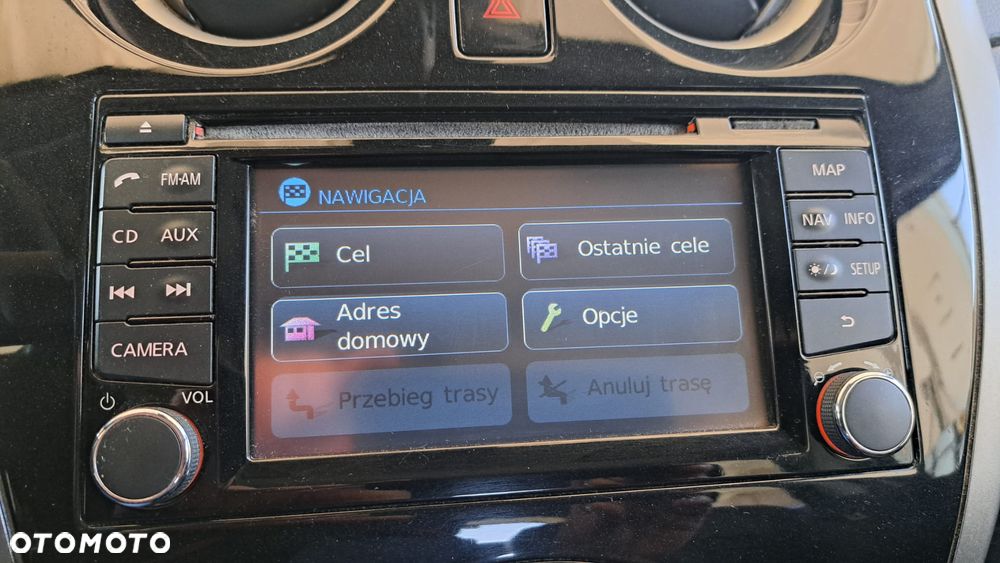 FM·AM
CD AUX
CAMERA
VOL
NAWIGACJA
Cel
Ostatnie cele
Adres
domowy
Opcje
Przebieg trasy
Anuluj trasę
MAP
NAV INFO
SETUP
OTOMOTO